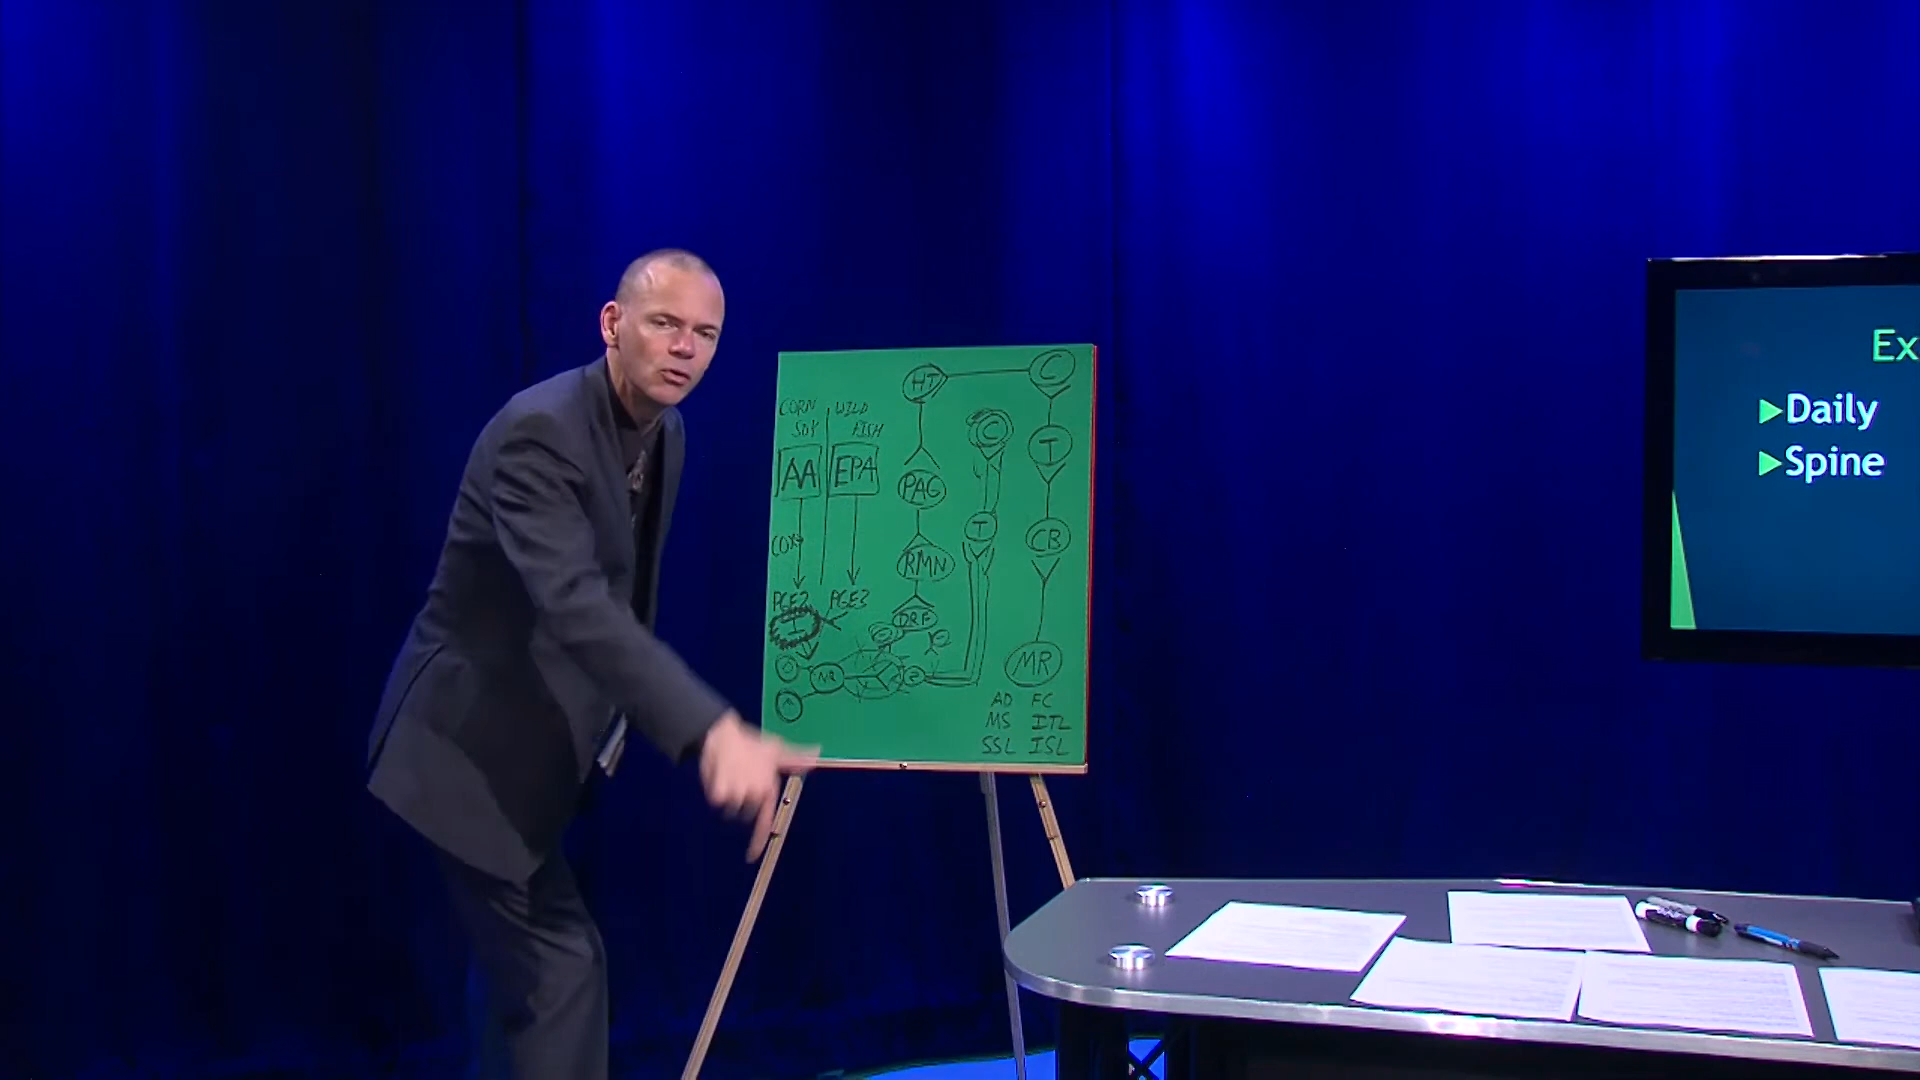 CORN WILD
SOY FISH
AA EPA
COX
PGE2 PGE3
I
NR
HT C
PAG
RMN
DRF
C
T
T
CB
MR
AD FC
MS ITL
SSL ISL
Ex
▶Daily
▶Spine